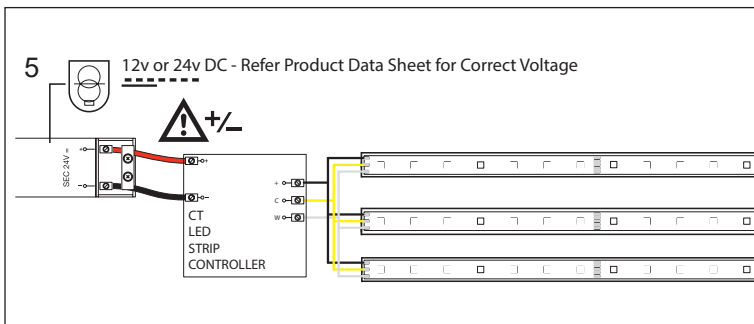 5
12v or 24v DC - Refer Product Data Sheet for Correct Voltage
+/-
SEC 24V =
+
-
+
-
+
C
W
CT
LED
STRIP
CONTROLLER